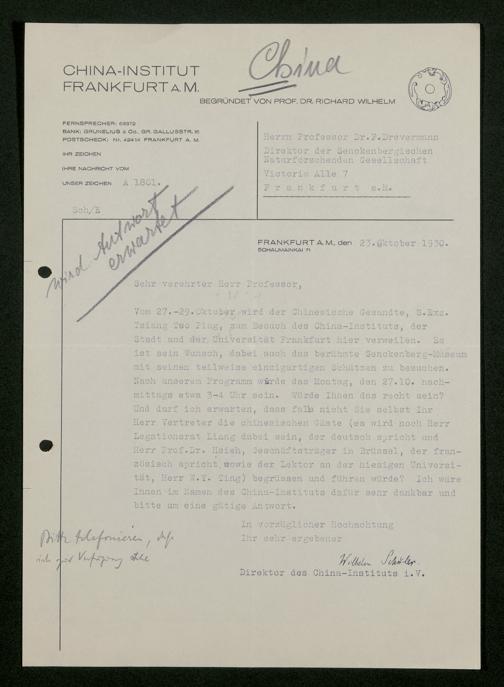 China
CHINA-INSTITUT
FRANKFURT A.M.
BEGRÜNDET VON PROF. DR. RICHARD WILHELM
FERNSPRECHER:
BANK: GRUNELIUS & Co., GR. GALLUSSTR. 16
POSTSCHECK: Nr. 42414 FRANKFURT A. M.
IHR ZEICHEN
IHRE NACHRICHT VOM
UNSER ZEICHEN A 1801.
Sch/E
Herrn Professor Dr.F.Drevermann
Direktor der Senckenbergischen
Naturforschenden Gesellschaft
Victoria Alle 7
Frankfurt a.M.
wird Antwort
erwartet
FRANKFURT A.M., den 23.Oktober 1930.
SCHAUMAINKAI
Sehr verehrter Herr Professor,
Vom 27.-29.Oktober wird der Chinesische Gesandte, S.Exz.
Tsiang Tso Ping, zum Besuch des China-Instituts, der
Stadt und der Universität Frankfurt hier verweilen. Es
ist sein Wunsch, dabei auch das berühmte Senckenberg-Museum
mit seinen teilweise einzigartigen Schätzen zu besuchen.
Nach unserem Programm würde das Montag, den 27.10. nach-
mittags etwa 3-4 Uhr sein. Würde Ihnen das recht sein?
Und darf ich erwarten, dass falls nicht Sie selbst Ihr
Herr Vertreter die chinesischen Gäste (es wird noch Herr
Legationsrat Liang dabei sein, der deutsch spricht und
Herr Prof.Dr. Hsieh, Geschäftsträger in Brüssel, der fran-
zösisch spricht, sowie der Lektor an der hiesigen Universi-
tät, Herr W.Y. Ting) begrüssen und führen würde? Ich wäre
Ihnen im Namen des China-Instituts dafür sehr dankbar und
bitte um eine gütige Antwort.
In vorzüglicher Hochachtung
Ihr sehr ergebener
Bitte telefonieren, daß
ich zur Verfügung stehe
Wilhelm Schüler
Direktor des China-Instituts i.V.